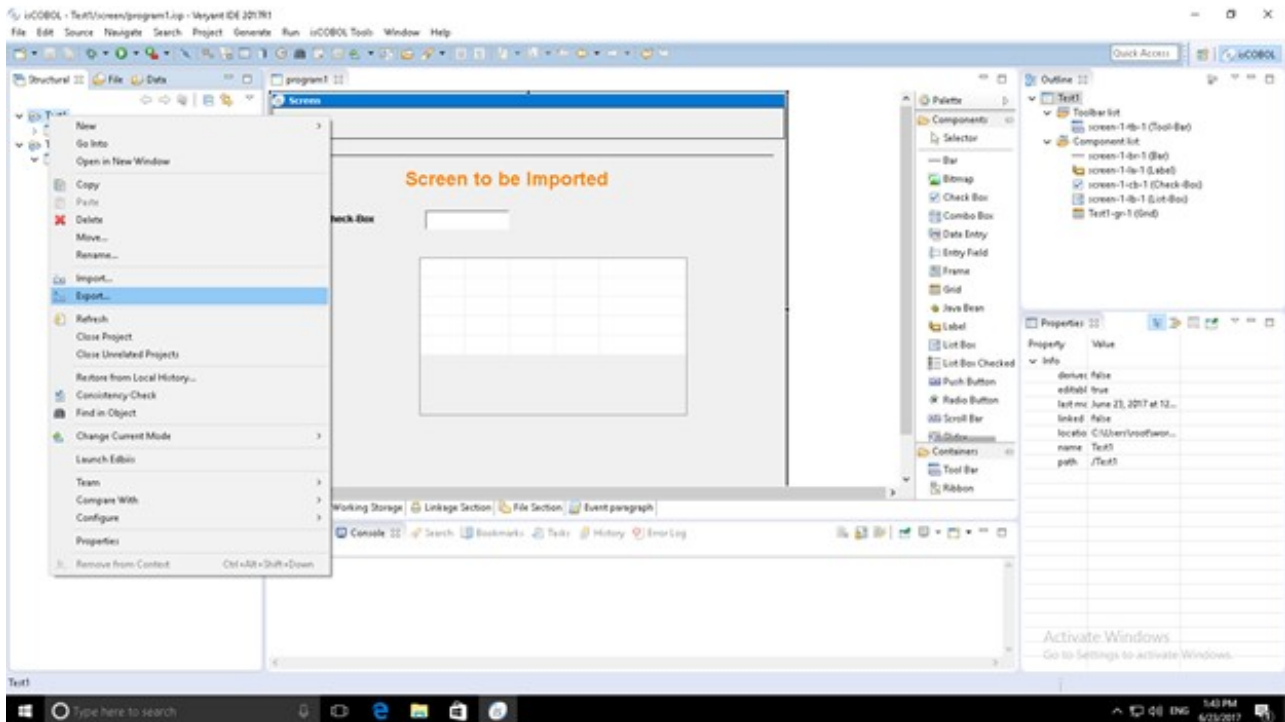 isCOBOL - Test1/screen/program1.isp - Veryant IDE 2017R1
File Edit Source Navigate Search Project Generate Run isCOBOL Tools Window Help
Quick Access
isCOBOL
Structural File Data
program1
Outline
Screen
Palette
Components
Selector
Bar
Bitmap
Check Box
Combo Box
Data Entry
Entry Field
Frame
Grid
Java Bean
Label
List Box
List Box Checked
Push Button
Radio Button
Scroll Bar
Slider
Containers
Tool Bar
Ribbon
Test1
Toolbar list
screen-1-tb-1 (Tool-Bar)
Component list
screen-1-br-1 (Bar)
screen-1-la-1 (Label)
screen-1-cb-1 (Check-Box)
screen-1-lb-1 (List-Box)
Test1-gr-1 (Grid)
New
Go Into
Open in New Window
Copy
Paste
Delete
Move...
Rename...
Import...
Export...
Refresh
Close Project
Close Unrelated Projects
Restore from Local History...
Consistency Check
Find in Object
Change Current Mode
Launch Edbiis
Team
Compare With
Configure
Properties
Remove from Context Ctrl+Alt+Shift+Down
Screen to be Imported
heck-Box
Properties
Property Value
Info
derivec false
editabl true
last mc June 23, 2017 at 12...
linked false
locatio C:\Users\root\wor...
name Test1
path /Test1
Working Storage Linkage Section File Section Event paragraph
Console Search Bookmarks Tasks History Error Log
Activate Windows
Go to Settings to activate Windows.
Test1
Type here to search
ENG
1:43 PM
6/23/2017